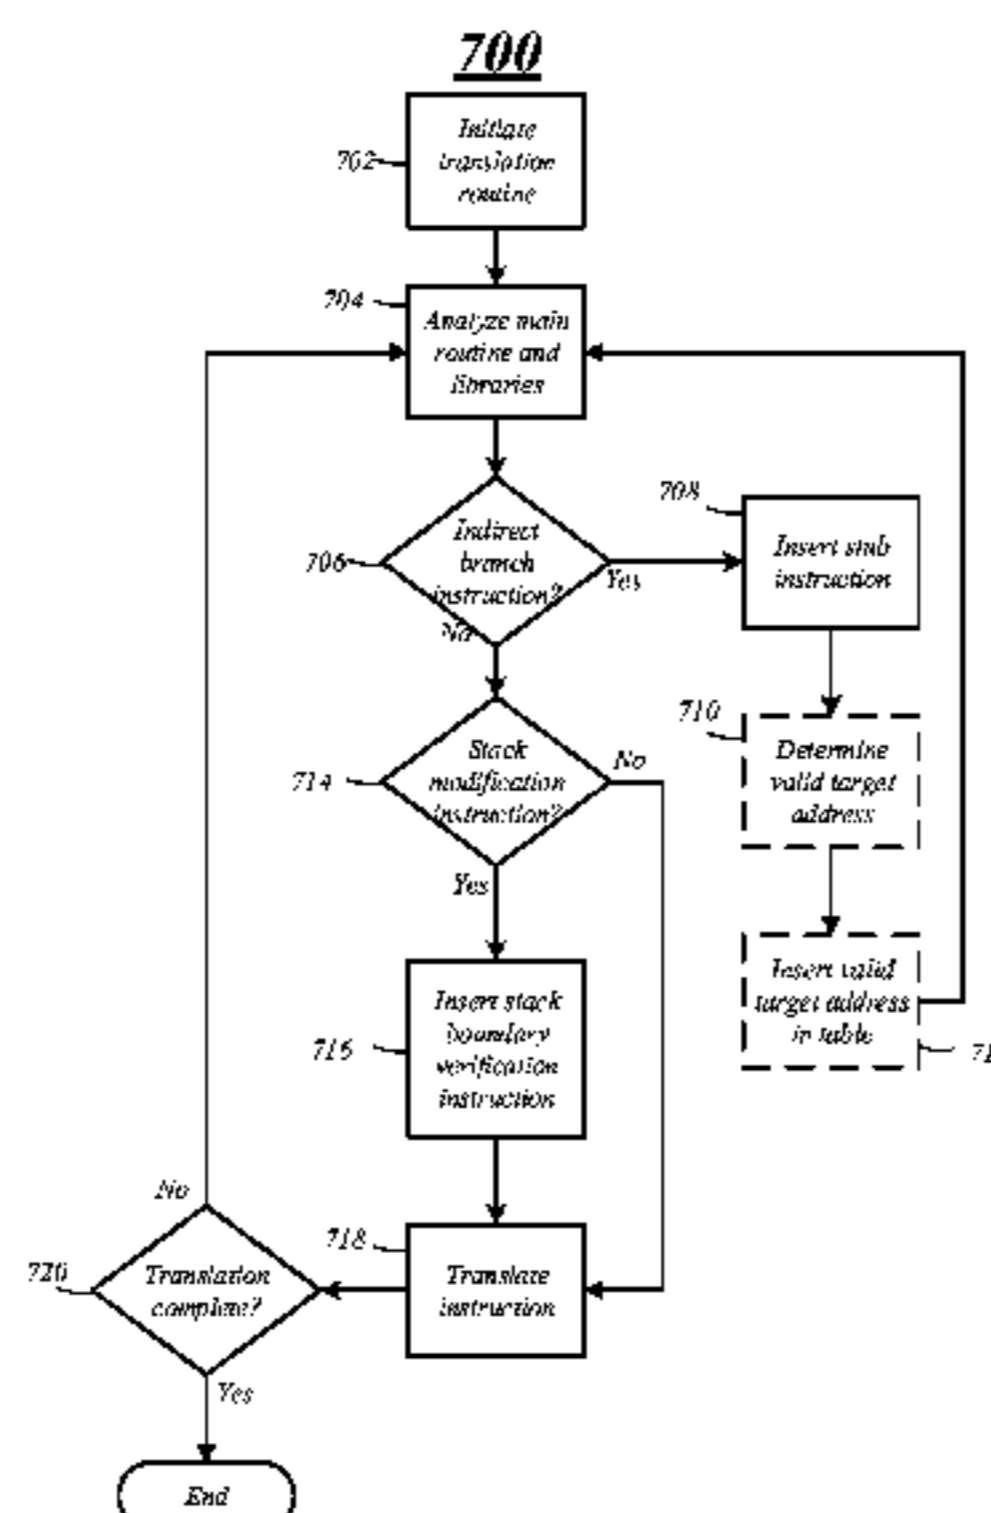 700
702
Initiate
translation
routine
704
Analyze main
routine and
libraries
706
Indirect
branch
instruction?
Yes
No
708
Insert stub
instruction
710
Determine
valid target
address
Insert valid
target address
in table
71
714
Stack
modification
instruction?
No
Yes
716
Insert stack
boundary
verification
instruction
718
Translate
instruction
720
Translation
complete?
No
Yes
End